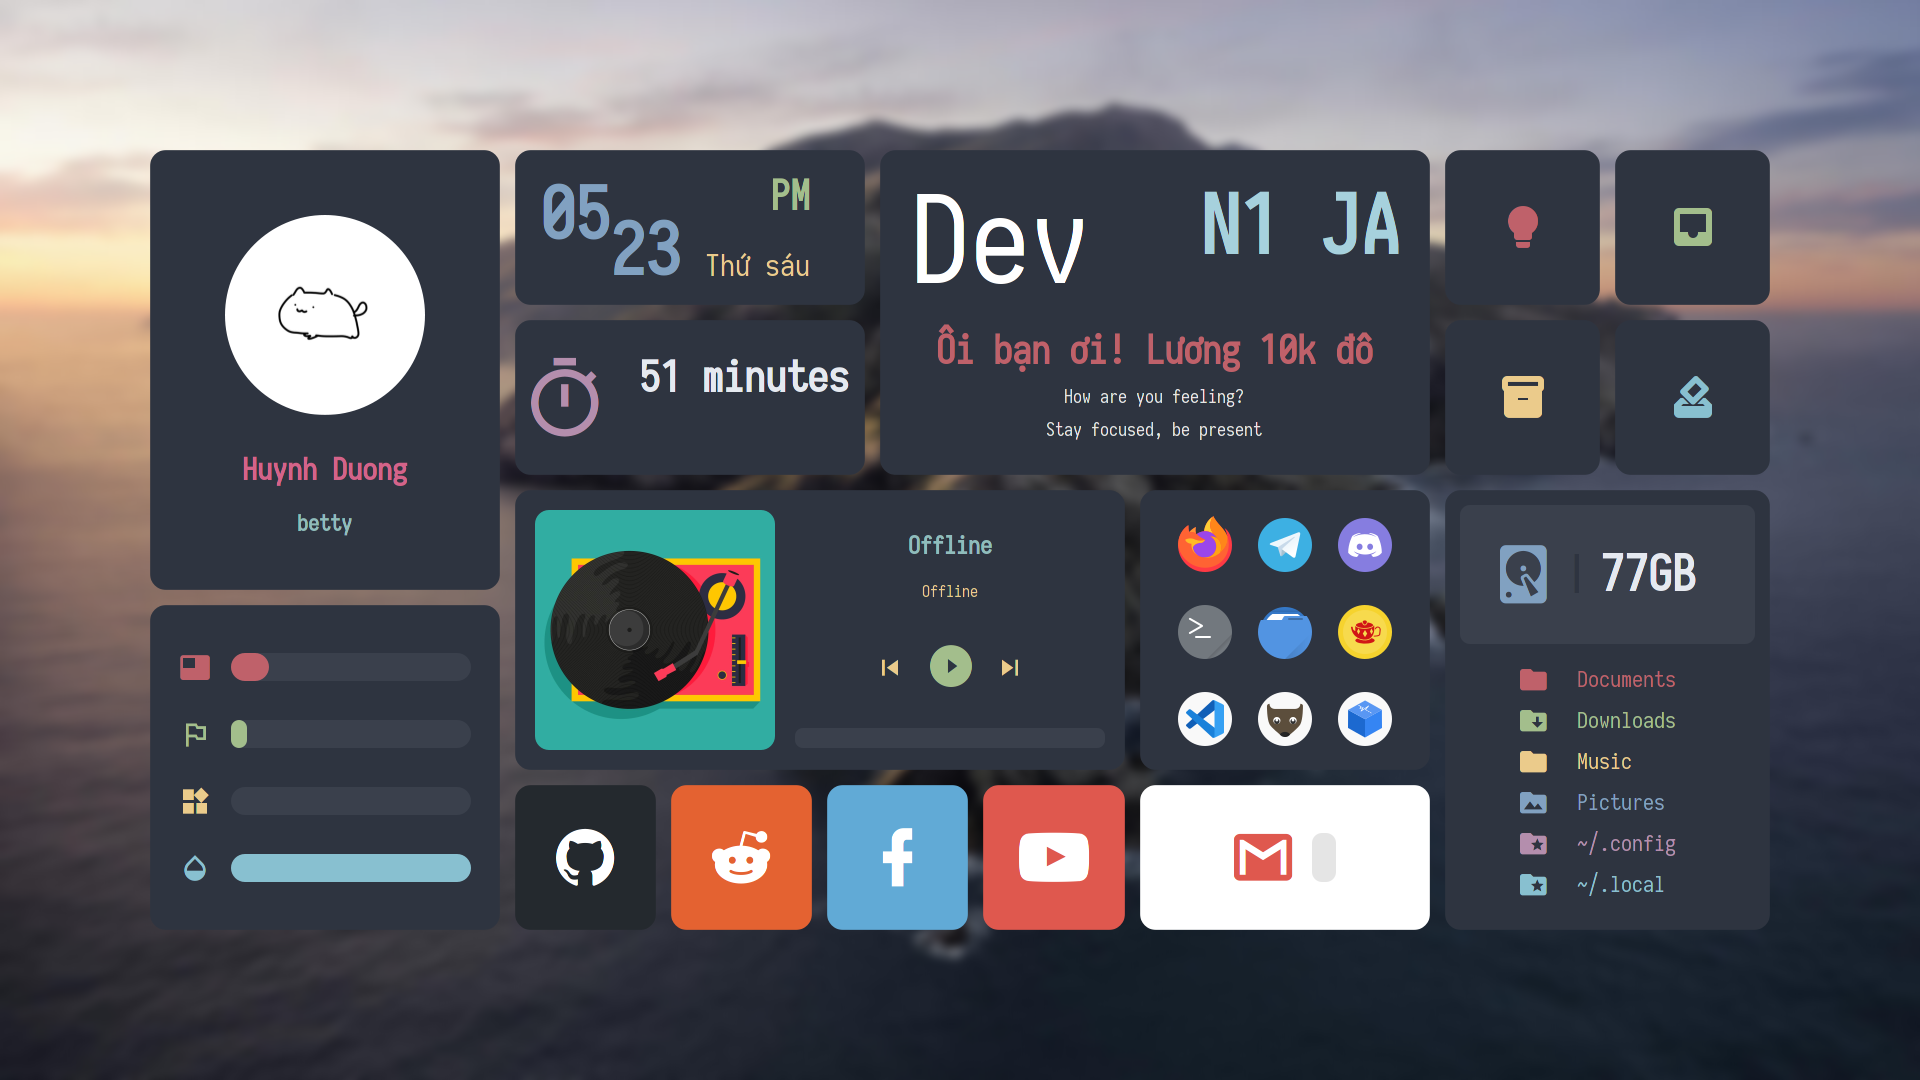 Huynh Duong
betty
05
23
PM
Thứ sáu
51 minutes
Dev
N1 JA
Ôi bạn ơi! Lương 10k đô
How are you feeling?
Stay focused, be present
Offline
Offline
77GB
Documents
Downloads
Music
Pictures
~/.config
~/.local